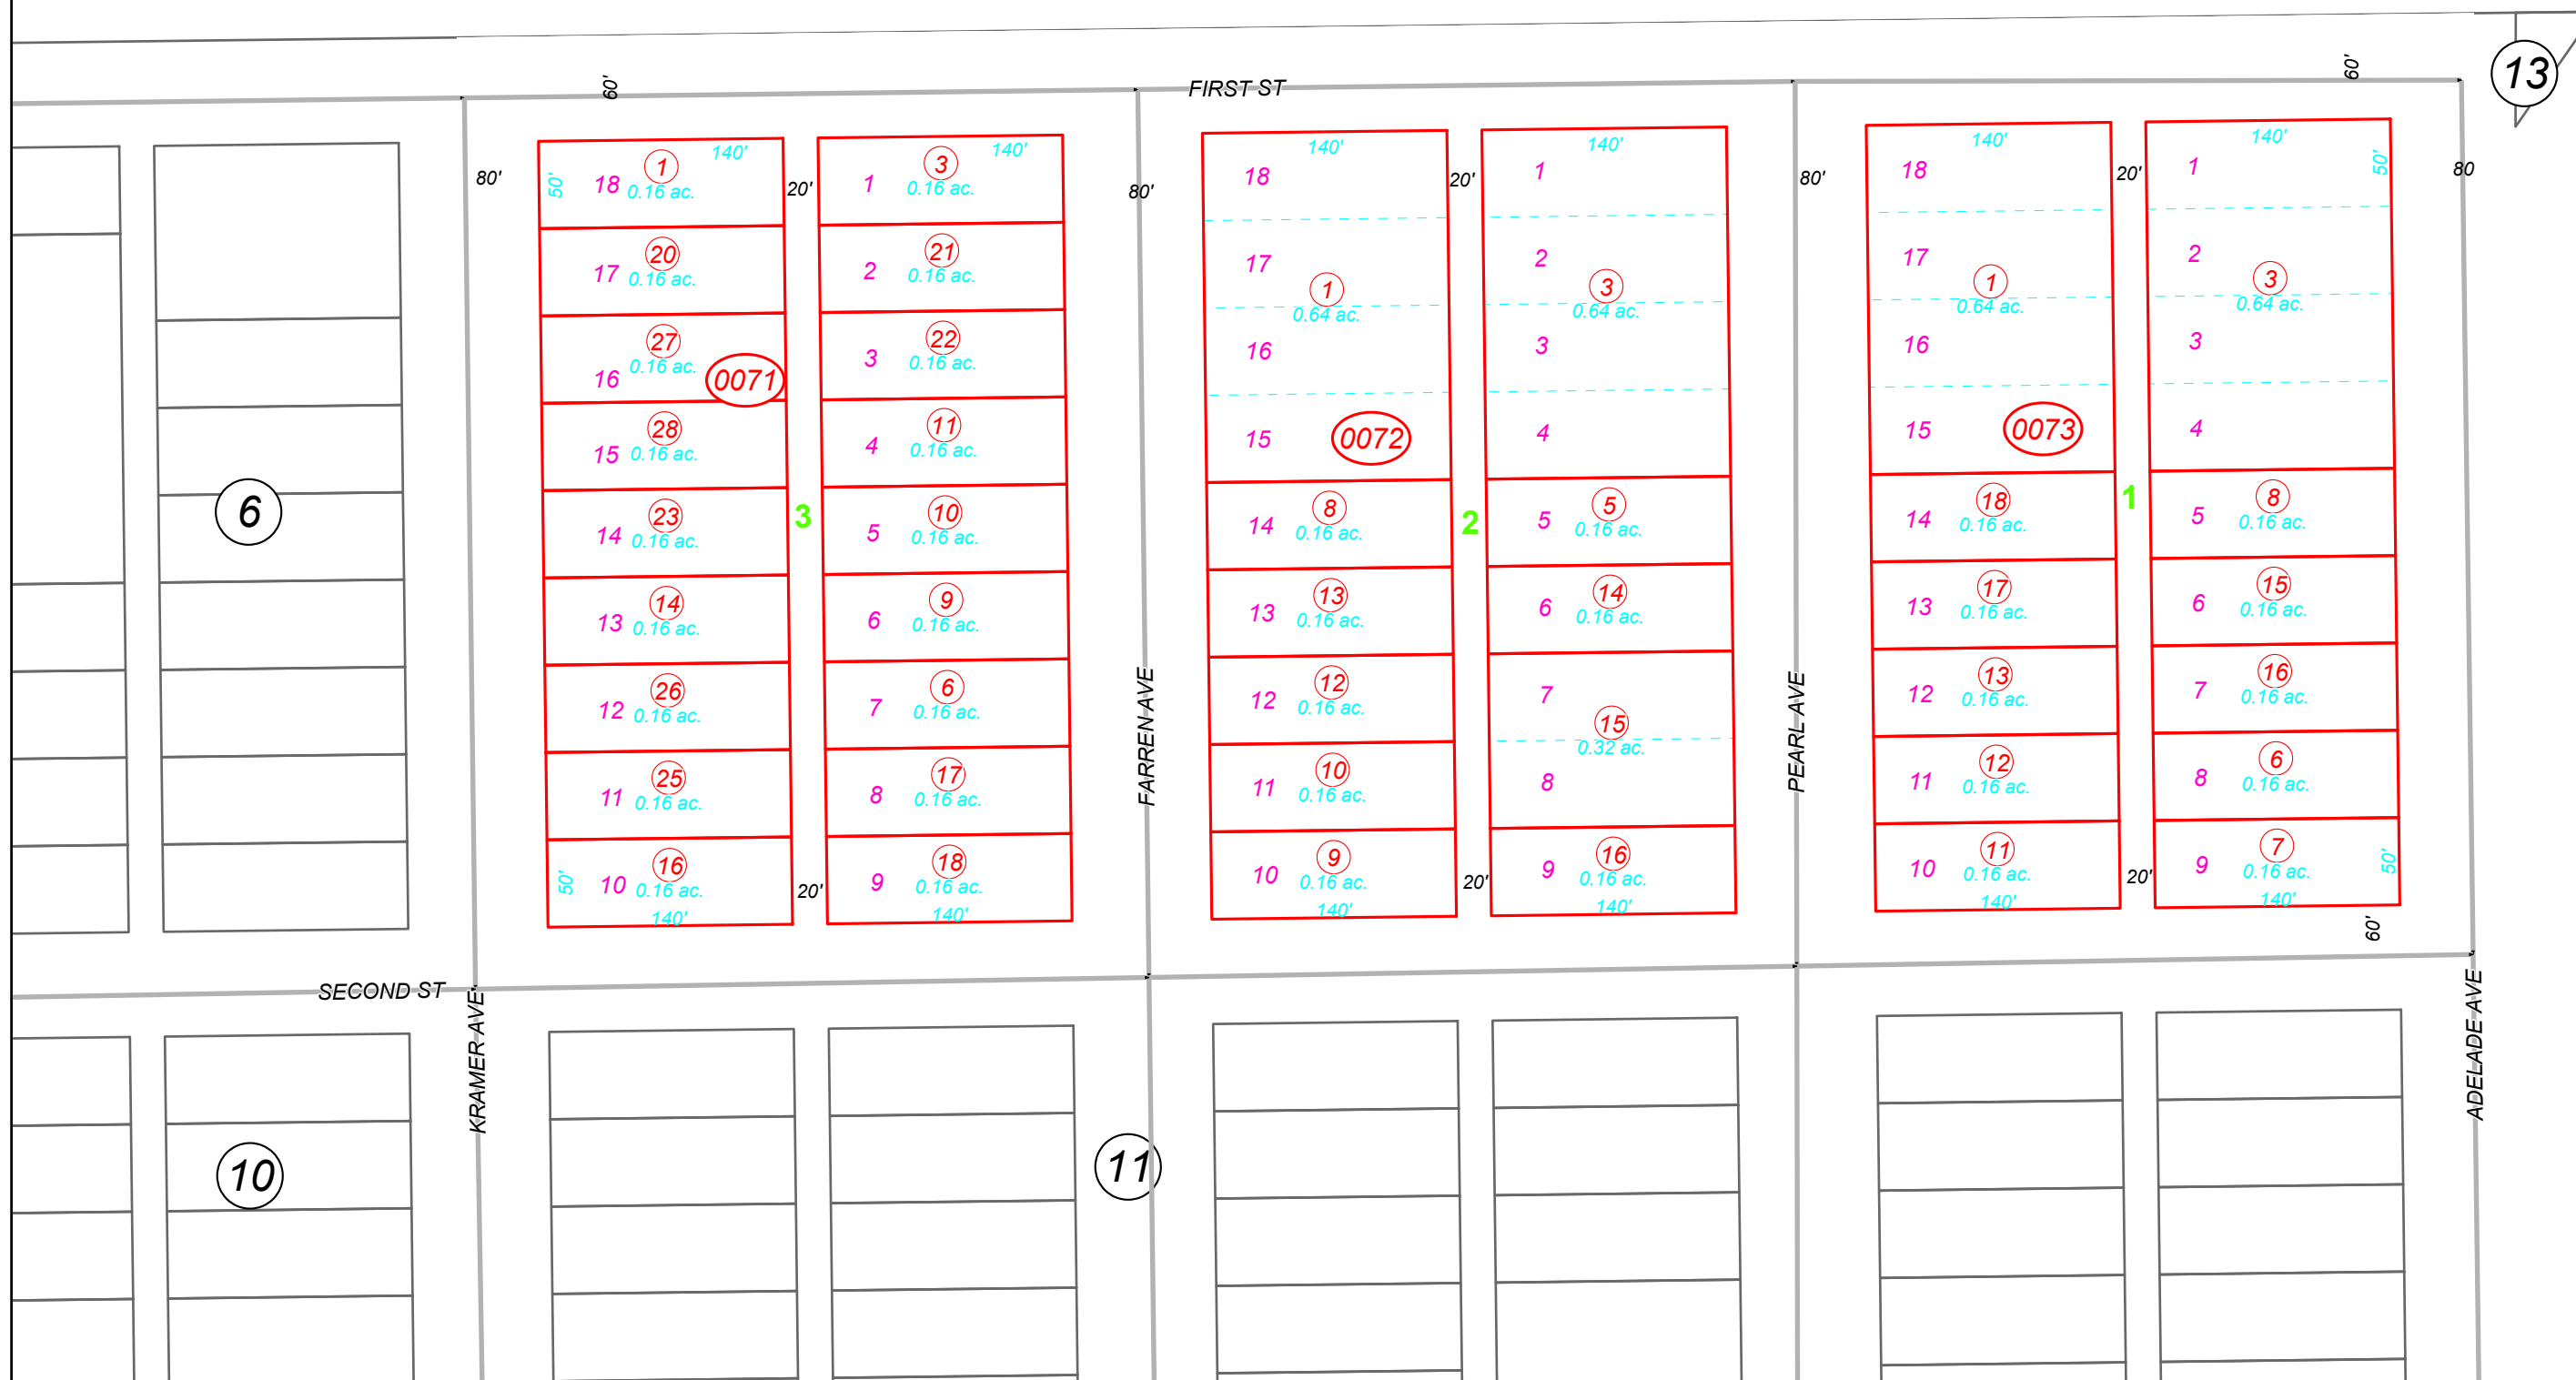 13
60'
60'
FIRST ST
80'
80'
80'
80
6
140'
50'
18
1
0.16 ac.
17
20
0.16 ac.
16
27
0.16 ac.
0071
15
28
0.16 ac.
14
23
0.16 ac.
13
14
0.16 ac.
12
26
0.16 ac.
11
25
0.16 ac.
50'
10
16
0.16 ac.
140'
20'
3
20'
140'
1
3
0.16 ac.
2
21
0.16 ac.
3
22
0.16 ac.
4
11
0.16 ac.
5
10
0.16 ac.
6
9
0.16 ac.
7
6
0.16 ac.
8
17
0.16 ac.
9
18
0.16 ac.
140'
FARREN AVE
140'
18
17
1
0.64 ac.
16
15
0072
14
8
0.16 ac.
13
13
0.16 ac.
12
12
0.16 ac.
11
10
0.16 ac.
10
9
0.16 ac.
140'
20'
2
20'
140'
1
2
3
0.64 ac.
3
4
5
5
0.16 ac.
6
14
0.16 ac.
7
15
0.32 ac.
8
9
16
0.16 ac.
140'
PEARL AVE
140'
18
17
1
0.64 ac.
16
15
0073
14
18
0.16 ac.
13
17
0.16 ac.
12
13
0.16 ac.
11
12
0.16 ac.
10
11
0.16 ac.
140'
20'
1
20'
140'
50'
1
2
3
0.64 ac.
3
4
5
8
0.16 ac.
6
15
0.16 ac.
7
16
0.16 ac.
8
6
0.16 ac.
9
7
0.16 ac.
50'
140'
60'
SECOND ST
KRAMER AVE
ADELADE AVE
10
11